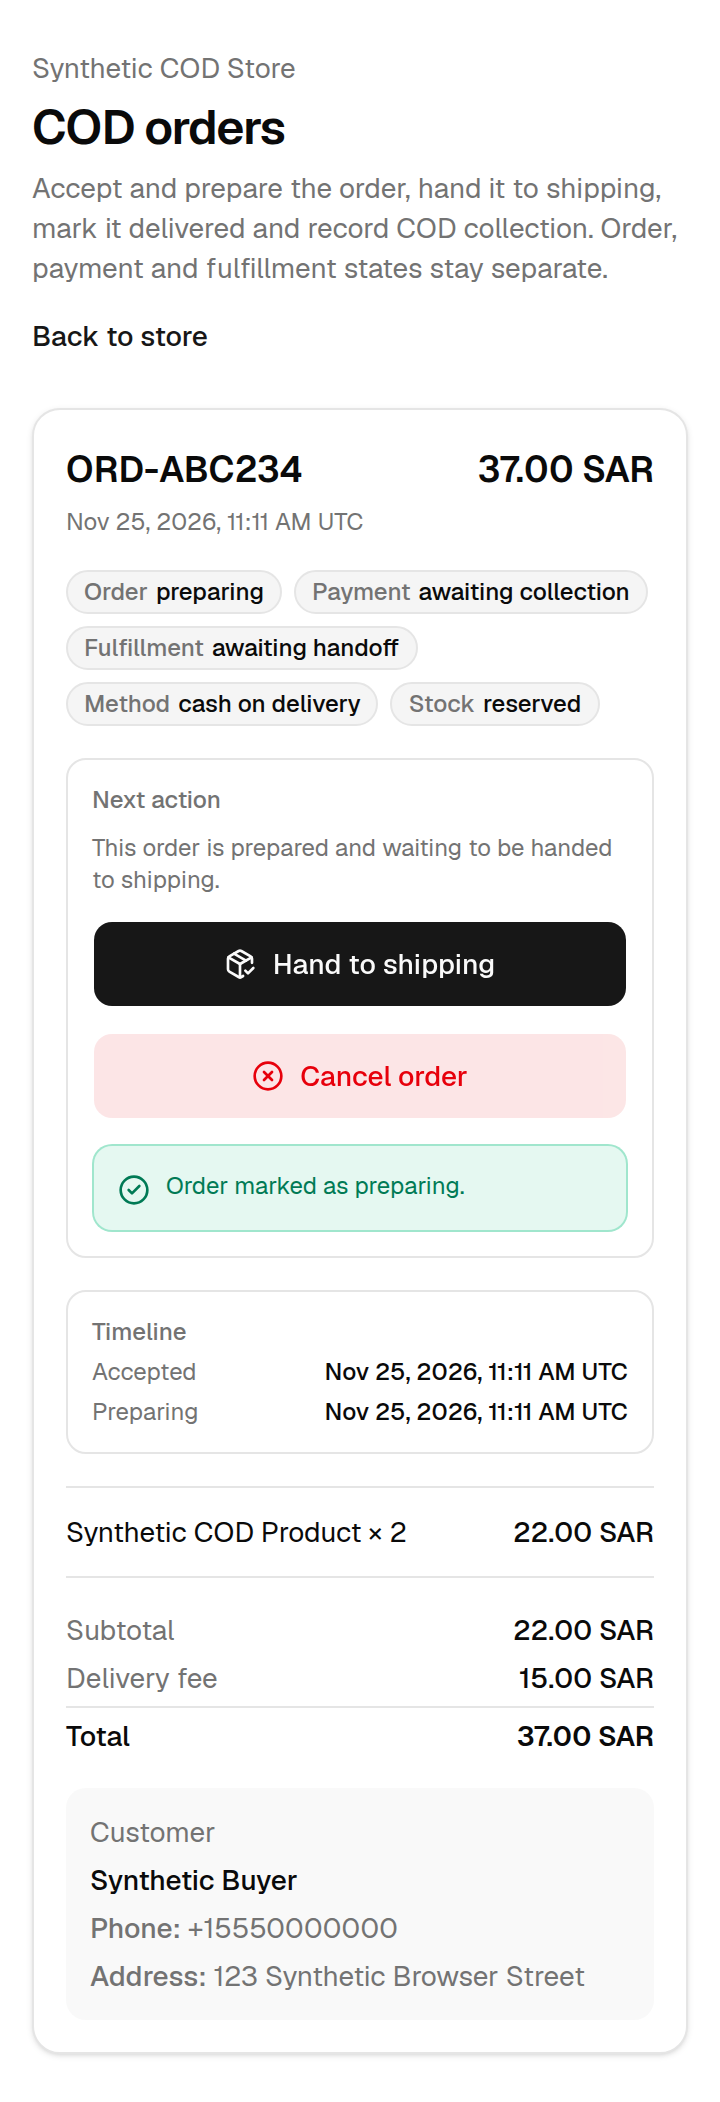 Synthetic COD Store
COD orders
Accept and prepare the order, hand it to shipping,
mark it delivered and record COD collection. Order,
payment and fulfillment states stay separate.
Back to store
ORD-ABC234 37.00 SAR
Nov 25, 2026, 11:11 AM UTC
Order preparing Payment awaiting collection
Fulfillment awaiting handoff
Method cash on delivery Stock reserved
Next action
This order is prepared and waiting to be handed
to shipping.
Hand to shipping
Cancel order
Order marked as preparing.
Timeline
Accepted Nov 25, 2026, 11:11 AM UTC
Preparing Nov 25, 2026, 11:11 AM UTC
Synthetic COD Product × 2 22.00 SAR
Subtotal 22.00 SAR
Delivery fee 15.00 SAR
Total 37.00 SAR
Customer
Synthetic Buyer
Phone: +15550000000
Address: 123 Synthetic Browser Street